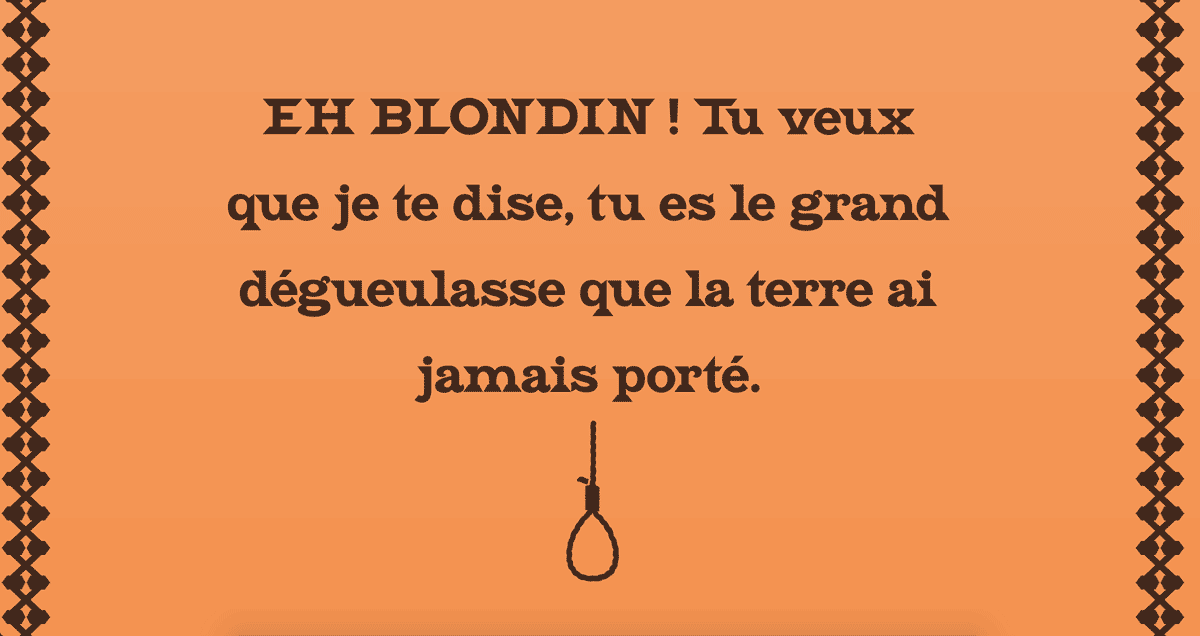 EH BLONDIN ! Tu veux
que je te dise, tu es le grand
dégueulasse que la terre ai
jamais porté.